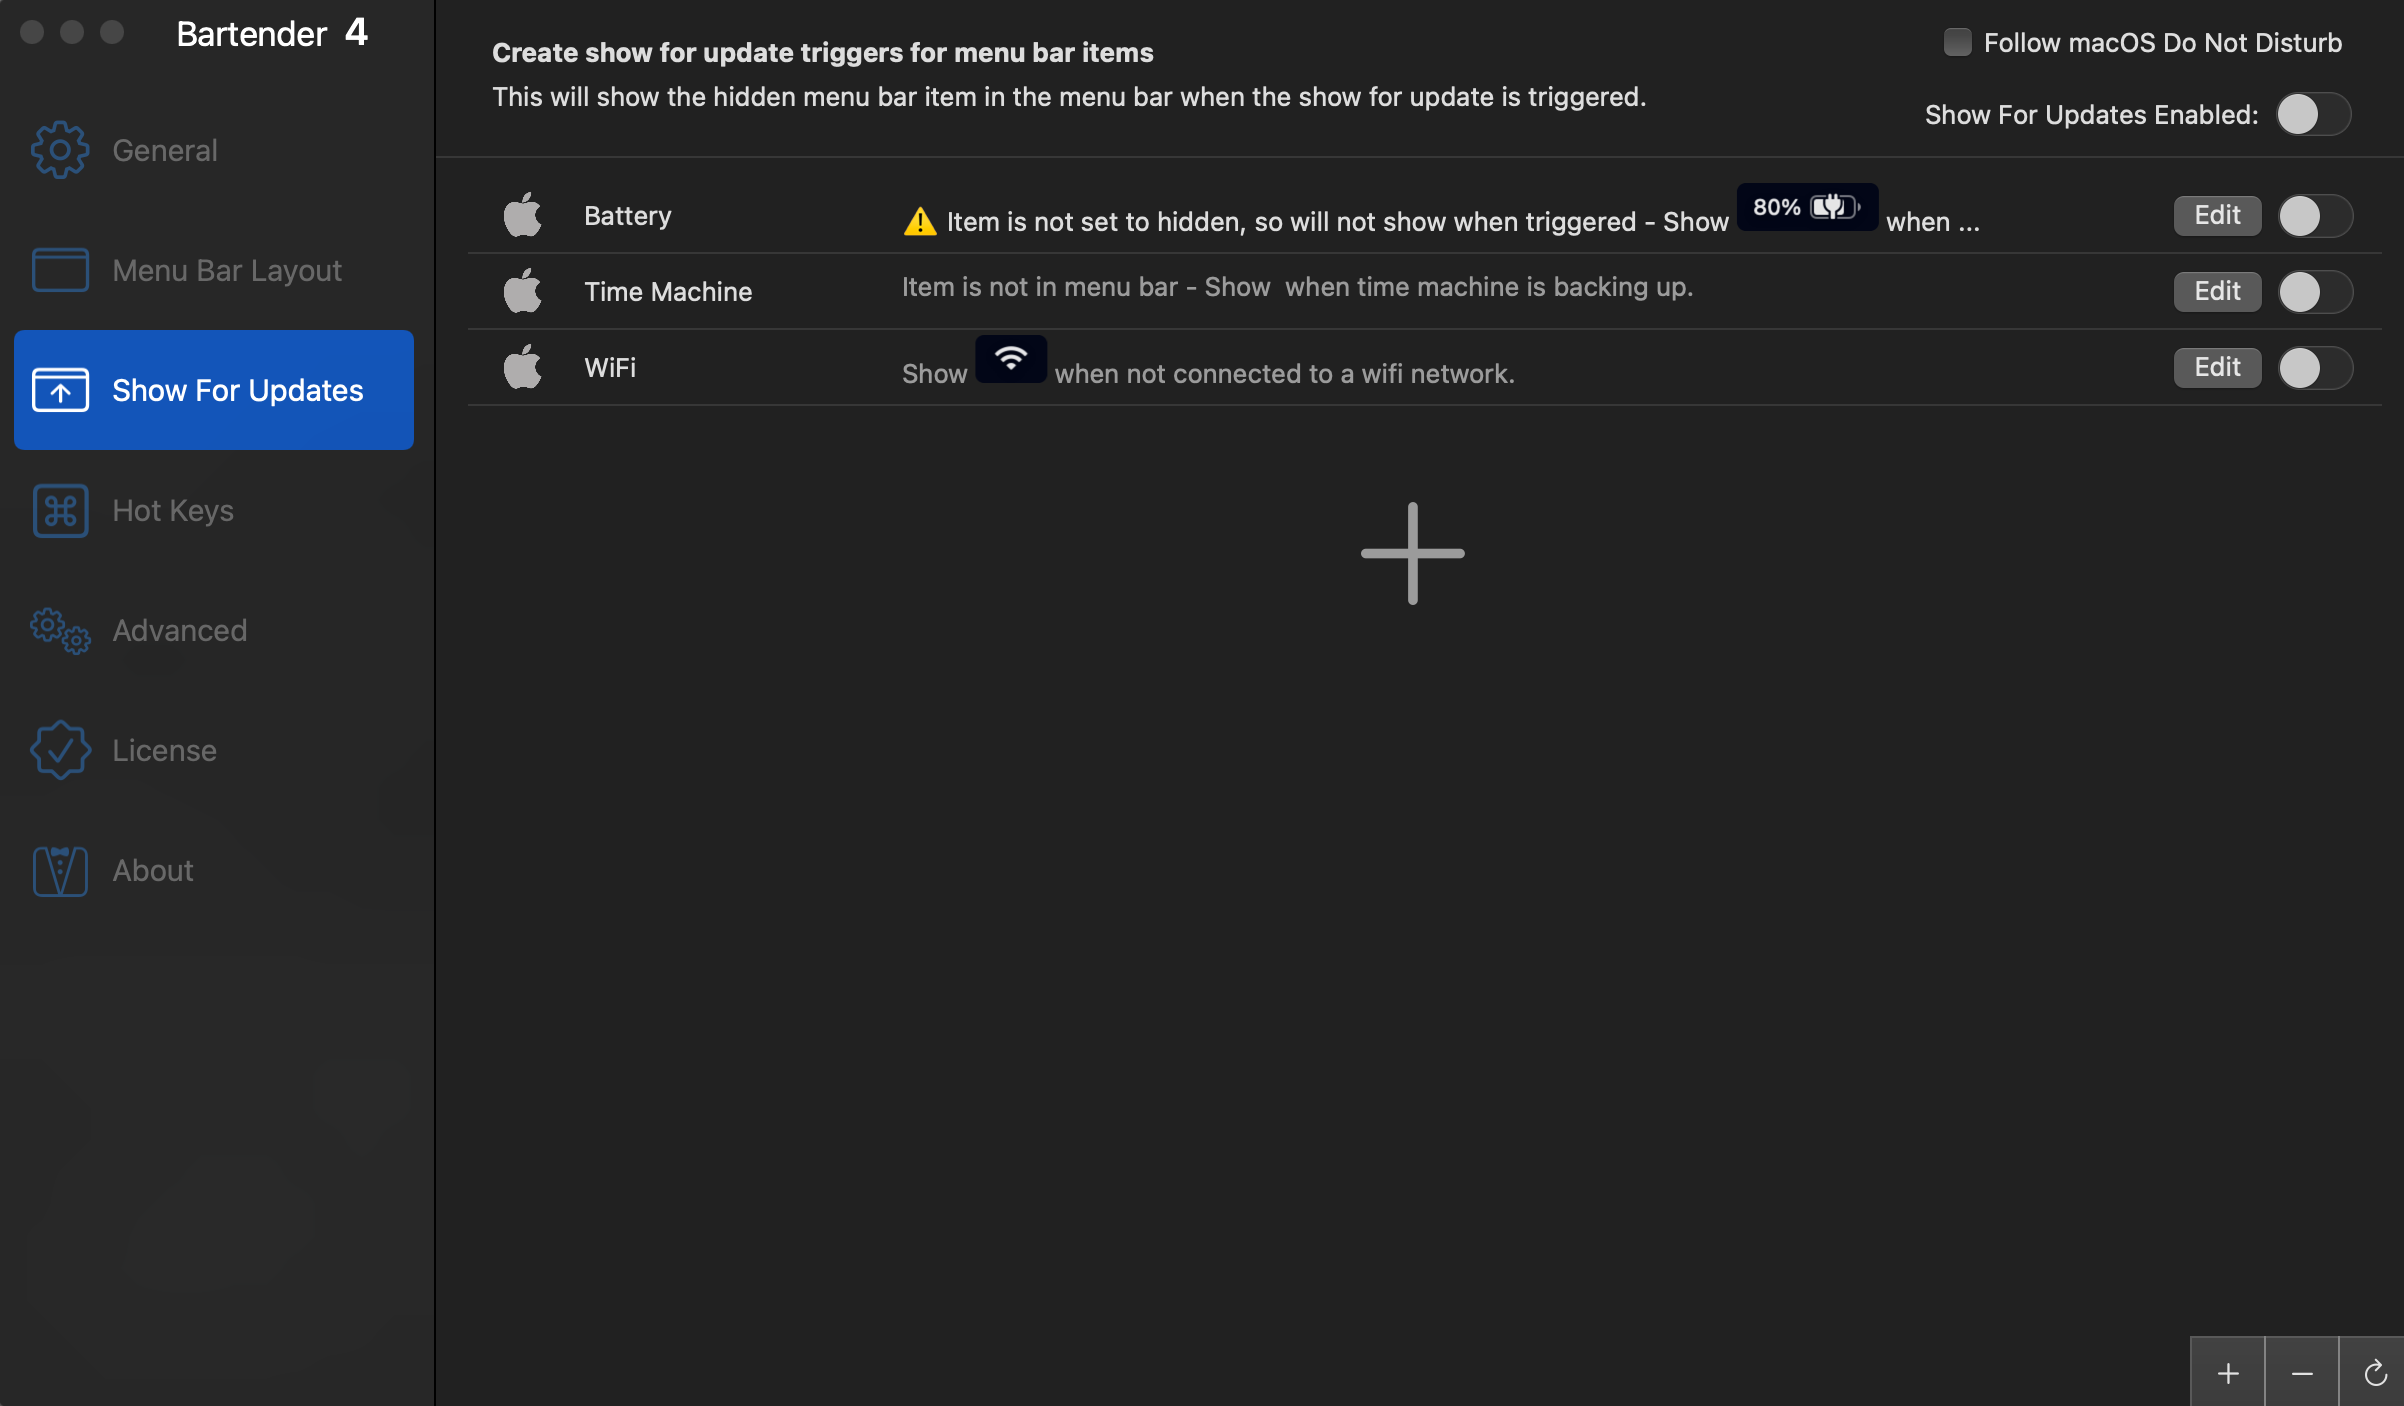 Bartender 4
General
Menu Bar Layout
Show For Updates
Hot Keys
Advanced
License
About
Create show for update triggers for menu bar items
This will show the hidden menu bar item in the menu bar when the show for update is triggered.
Follow macOS Do Not Disturb
Show For Updates Enabled:
Battery
Item is not set to hidden, so will not show when triggered - Show 80% when ...
Edit
Time Machine
Item is not in menu bar - Show when time machine is backing up.
Edit
WiFi
Show when not connected to a wifi network.
Edit